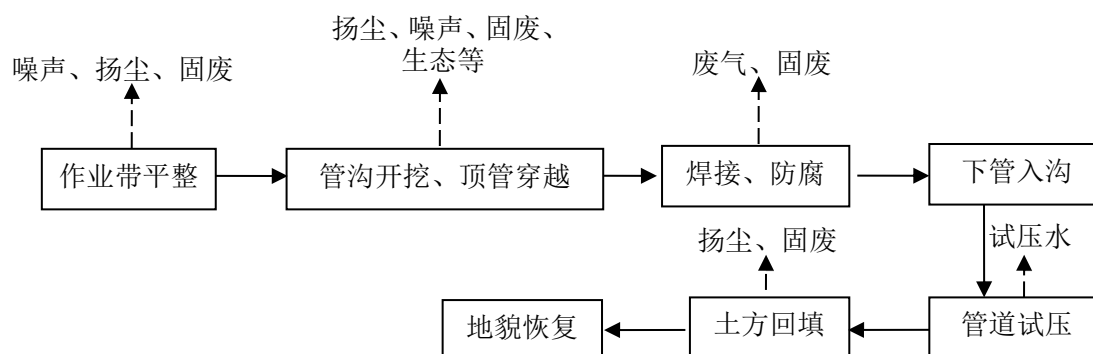 扬尘、噪声、固废、
生态等
噪声、扬尘、固废
废气、固废
作业带平整
管沟开挖、顶管穿越
焊接、防腐
下管入沟
扬尘、固废
试压水
地貌恢复
土方回填
管道试压